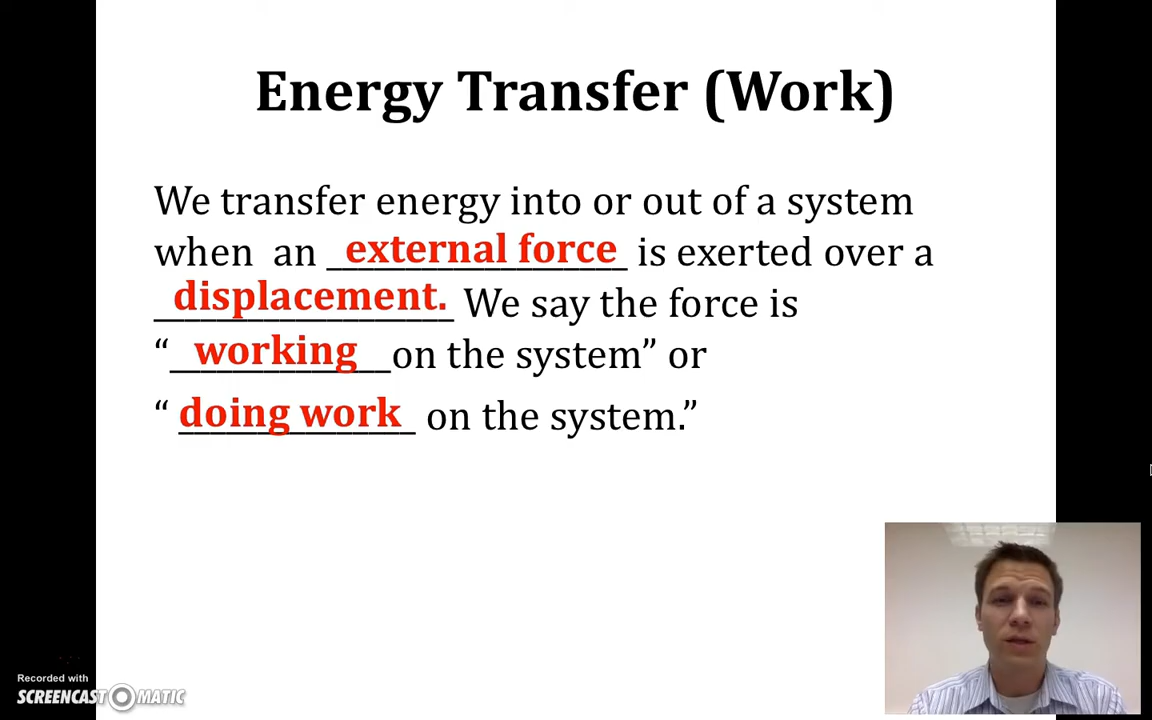 Energy Transfer (Work)
We transfer energy into or out of a system
when an external force is exerted over a
displacement. We say the force is
“working on the system” or
“doing work on the system.”
Recorded with
SCREENCAST-O-MATIC